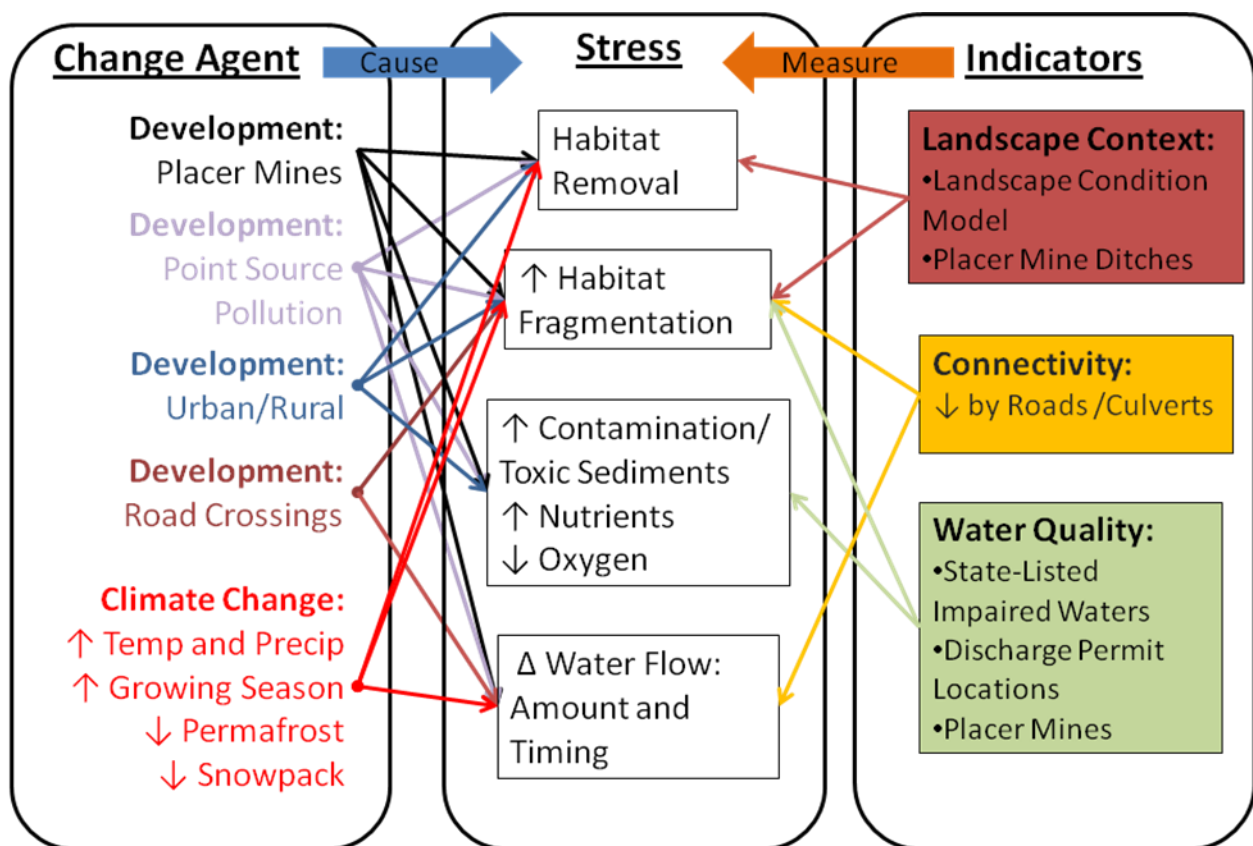 Change Agent
Cause
Stress
Measure
Indicators
Development:
Placer Mines
Development:
Point Source
Pollution
Development:
Urban/Rural
Development:
Road Crossings
Climate Change:
↑ Temp and Precip
↑ Growing Season
↓ Permafrost
↓ Snowpack
Habitat
Removal
↑ Habitat
Fragmentation
↑ Contamination/
Toxic Sediments
↑ Nutrients
↓ Oxygen
Δ Water Flow:
Amount and
Timing
Landscape Context:
•Landscape Condition
Model
•Placer Mine Ditches
Connectivity:
↓ by Roads /Culverts
Water Quality:
•State-Listed
Impaired Waters
•Discharge Permit
Locations
•Placer Mines